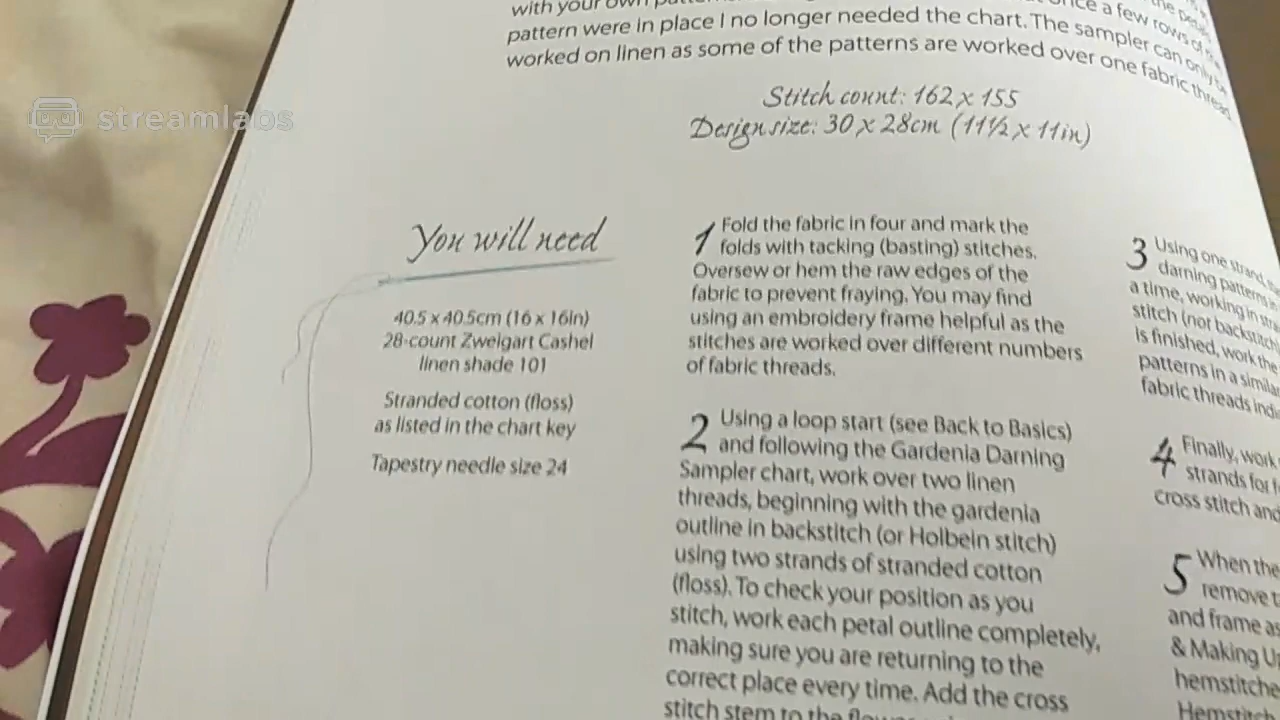 streamlabs
with your own
pattern were in place I no longer needed the chart. The sampler can only
worked on linen as some of the patterns are worked over one fabric thread
Stitch count: 162 x 155
Design size: 30 x 28cm (11½ x 11in)
You will need
40.5 x 40.5cm (16 x 16in)
28-count Zweigart Cashel
linen shade 101
Stranded cotton (floss)
as listed in the chart key
Tapestry needle size 24
1 Fold the fabric in four and mark the
folds with tacking (basting) stitches.
Oversew or hem the raw edges of the
fabric to prevent fraying. You may find
using an embroidery frame helpful as the
stitches are worked over different numbers
of fabric threads.
2 Using a loop start (see Back to Basics)
and following the Gardenia Darning
Sampler chart, work over two linen
threads, beginning with the gardenia
outline in backstitch (or Holbein stitch)
using two strands of stranded cotton
(floss). To check your position as you
stitch, work each petal outline completely,
making sure you are returning to the
correct place every time. Add the cross
stitch stem to the
3 Using one strand
darning patterns
a time, working in
stitch (not backstitch)
is finished, work the
patterns in a similar
fabric threads
4 Finally, work
strands for
cross stitch and
5 When the
remove
and frame as
& Making Up